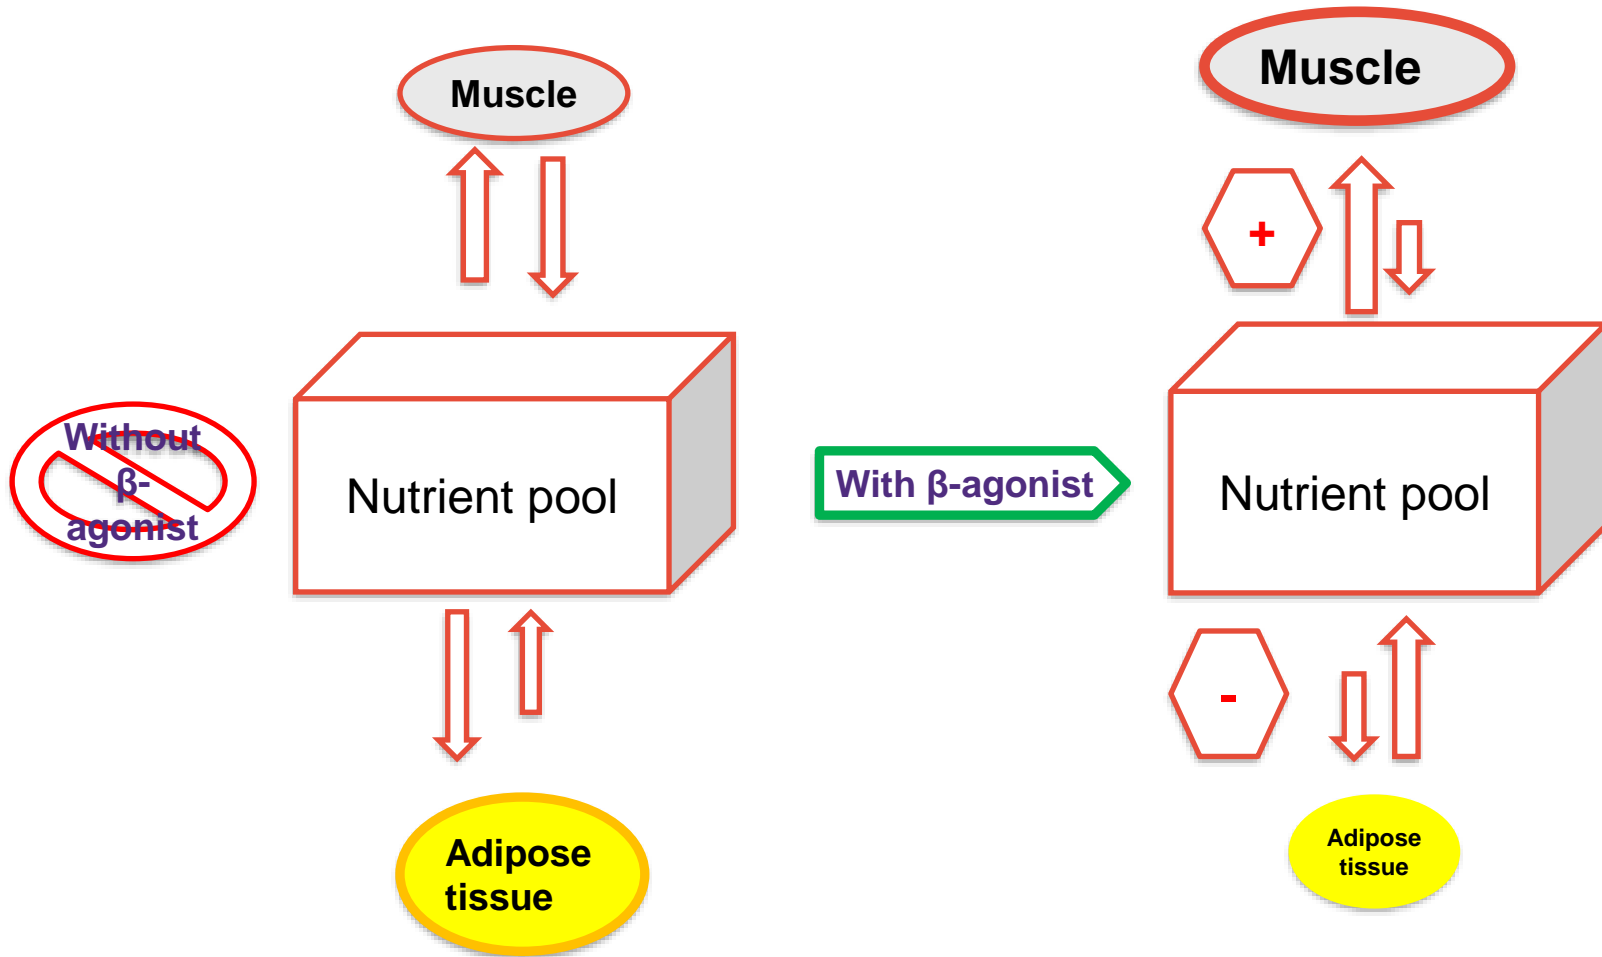 Muscle
Without
β-
agonist
Nutrient pool
Adipose
tissue
With β-agonist
Muscle
+
Nutrient pool
-
Adipose
tissue